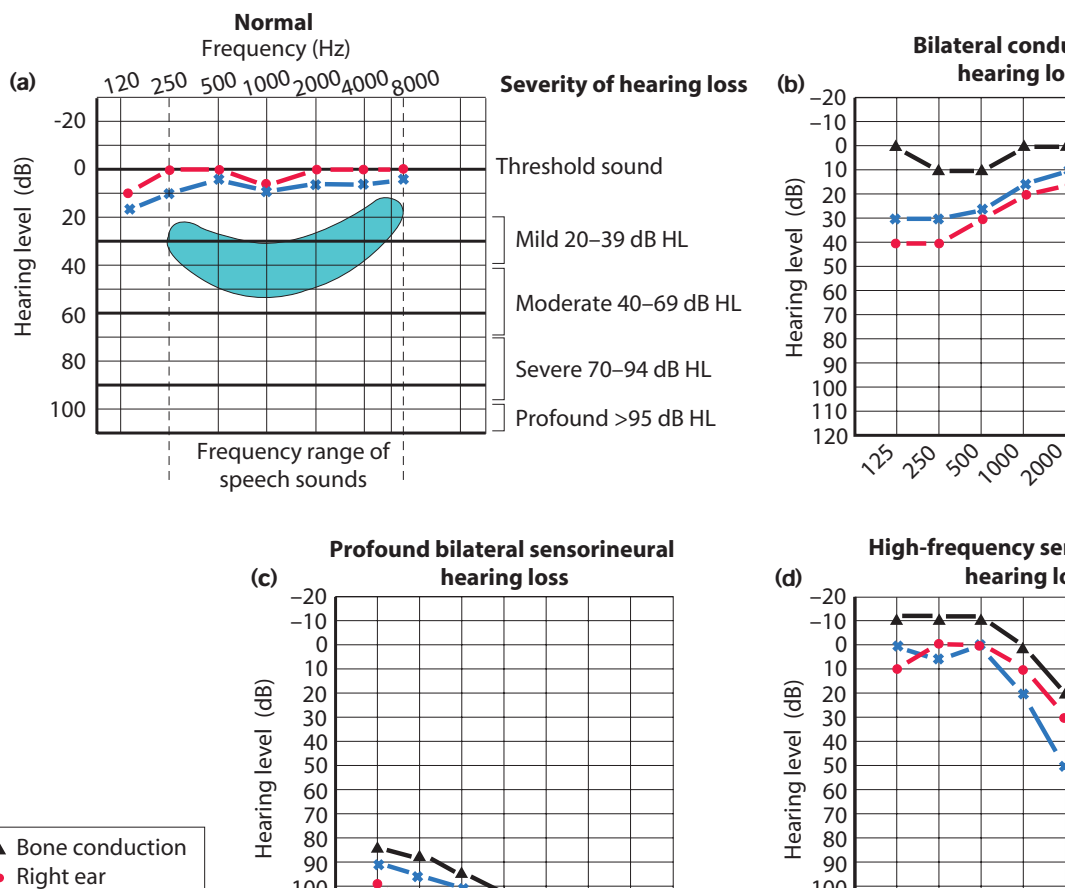 Normal
Frequency (Hz)
(a)
120 250 500 1000 2000 4000 8000
Severity of hearing loss
-20
0
20
40
60
80
100
Hearing level (dB)
Threshold sound
Mild 20–39 dB HL
Moderate 40–69 dB HL
Severe 70–94 dB HL
Profound >95 dB HL
Frequency range of
speech sounds
Bilateral
hearing
(b)
–20
–10
0
10
20
30
40
50
60
70
80
90
100
110
120
Hearing level (dB)
125 250 500 1000 2000
Profound bilateral sensorineural
hearing loss
(c)
–20
–10
0
10
20
30
40
50
60
70
80
90
100
Hearing level (dB)
High-frequency
hearing
(d)
–20
–10
0
10
20
30
40
50
60
70
80
90
100
Hearing level (dB)
Bone conduction
Right ear